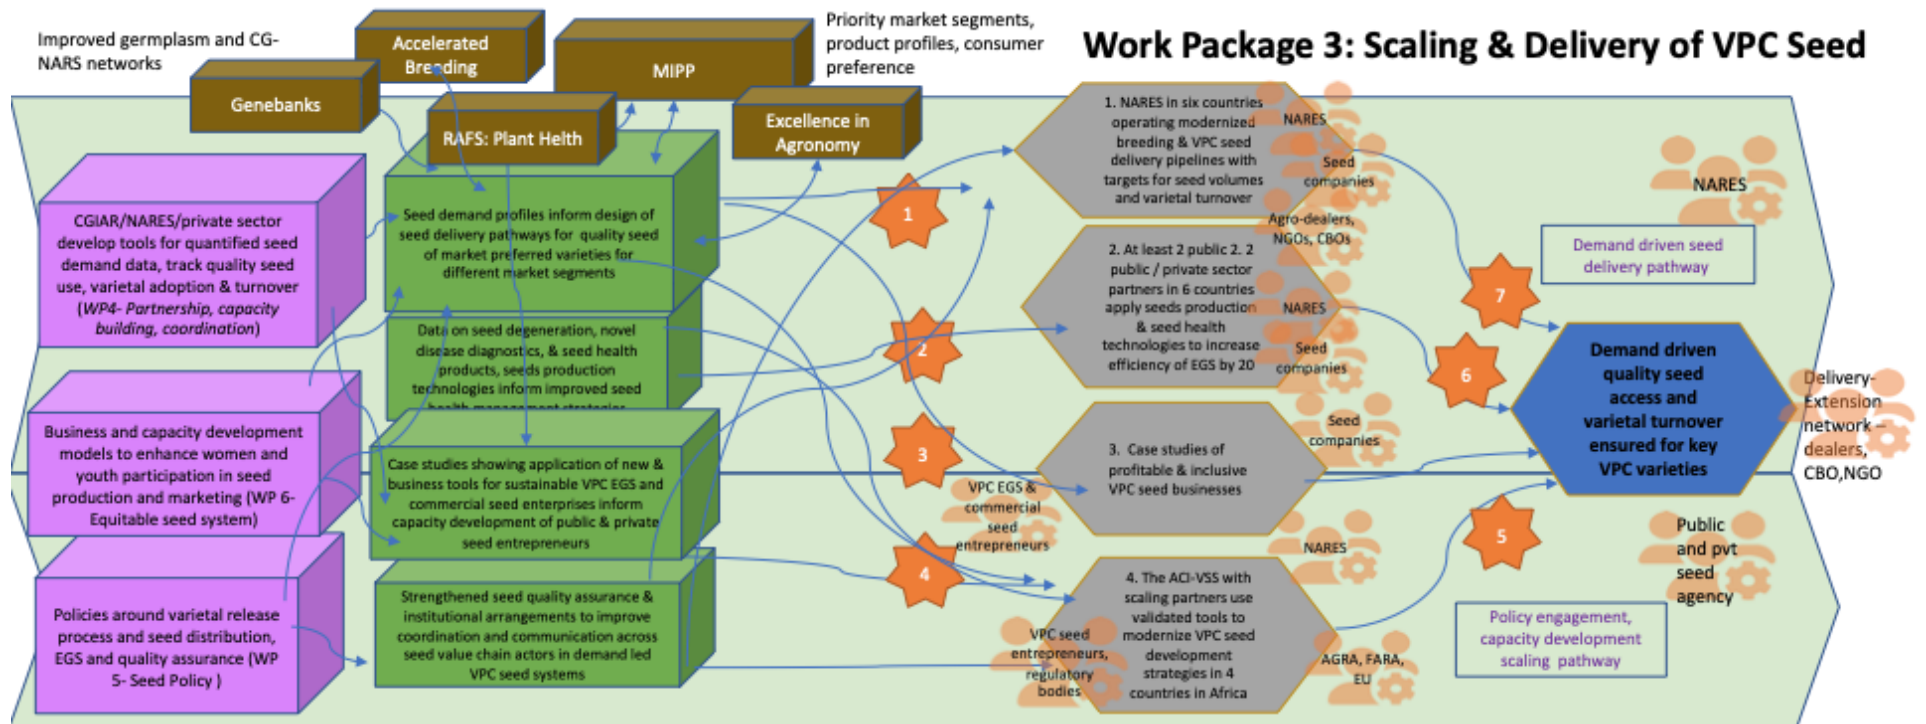 Work Package 3: Scaling & Delivery of VPC Seed
Improved germplasm and CG-
NARS networks
Accelerated
Breeding
MIPP
Priority market segments,
product profiles, consumer
preference
Genebanks
RAFS: Plant Helth
Excellence in
Agronomy
CGIAR/NARES/private sector
develop tools for quantified seed
demand data, track quality seed
use, varietal adoption & turnover
(WP4- Partnership, capacity
building, coordination)
Business and capacity development
models to enhance women and
youth participation in seed
production and marketing (WP 6-
Equitable seed system)
Policies around varietal release
process and seed distribution,
EGS and quality assurance (WP
5- Seed Policy )
Seed demand profiles inform design of
seed delivery pathways for quality seed
of market preferred varieties for
different market segments
Data on seed degeneration, novel
disease diagnostics, & seed health
products, seeds production
technologies inform improved seed
health management strategies
Case studies showing application of new &
business tools for sustainable VPC EGS and
commercial seed enterprises inform
capacity development of public & private
seed entrepreneurs
Strengthened seed quality assurance &
institutional arrangements to improve
coordination and communication across
seed value chain actors in demand led
VPC seed systems
1
2
3
4
1. NARES in six countries
operating modernized
breeding & VPC seed
delivery pipelines with
targets for seed volumes
and varietal turnover
NARES
Seed
companies
Agro-dealers,
NGOs, CBOs
2. At least 2 public 2. 2
public / private sector
partners in 6 countries
apply seeds production
& seed health
technologies to increase
efficiency of EGS by 20
NARES
Seed
companies
3. Case studies of
profitable & inclusive
VPC seed businesses
Seed
companies
VPC EGS &
commercial
seed
entrepreneurs
NARES
4. The ACI-VSS with
scaling partners use
validated tools to
modernize VPC seed
development
strategies in 4
countries in Africa
VPC seed
entrepreneurs,
regulatory
bodies
AGRA, FARA,
EU
7
6
5
NARES
Demand driven seed
delivery pathway
Demand driven
quality seed
access and
varietal turnover
ensured for key
VPC varieties
Delivery-
Extension
network –
dealers,
CBO,NGO
Public
and pvt
seed
agency
Policy engagement,
capacity development
scaling pathway